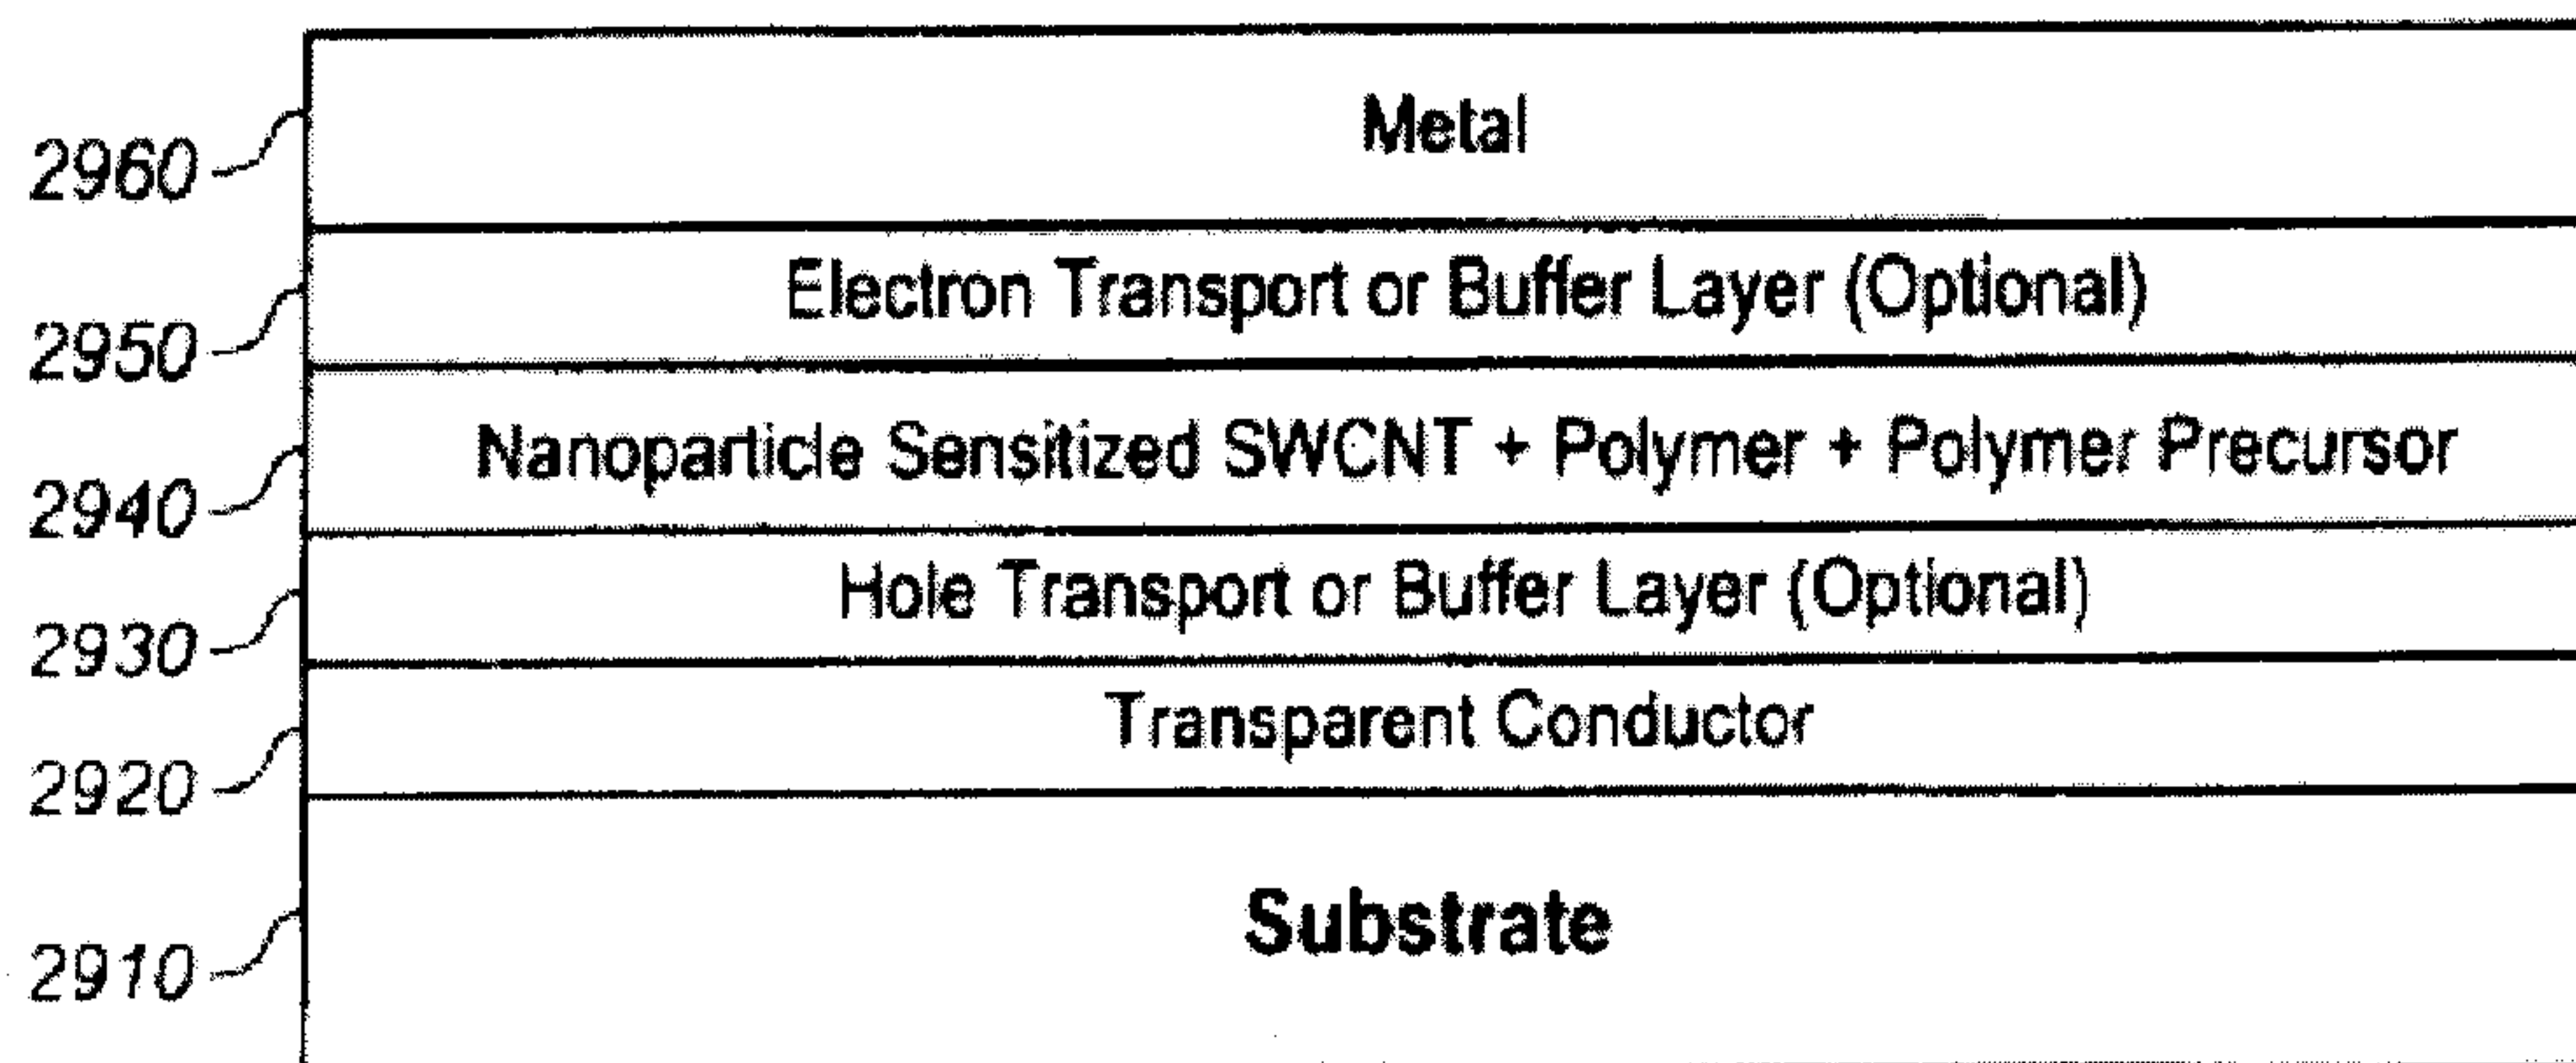 Metal
2960
Electron Transport or Buffer Layer (Optional)
2950
Nanoparticle Sensitized SWCNT + Polymer + Polymer Precursor
2940
Hole Transport or Buffer Layer (Optional)
2930
Transparent Conductor
2920
Substrate
2910